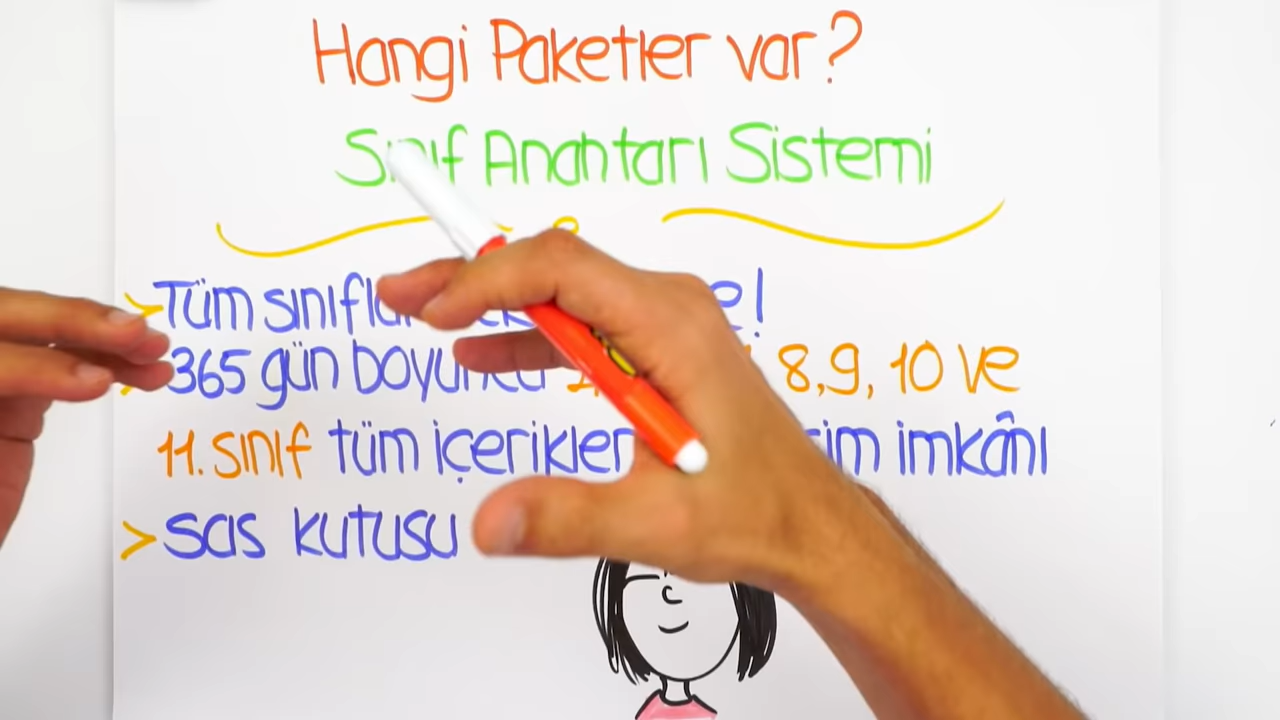 Hangi Paketler var?
Sınıf Anahtarı Sistemi
> Tüm sınıflar
365 gün boyunca 8, 9, 10 ve
11. sınıf tüm içerikler imkânı
> SAS kutusu